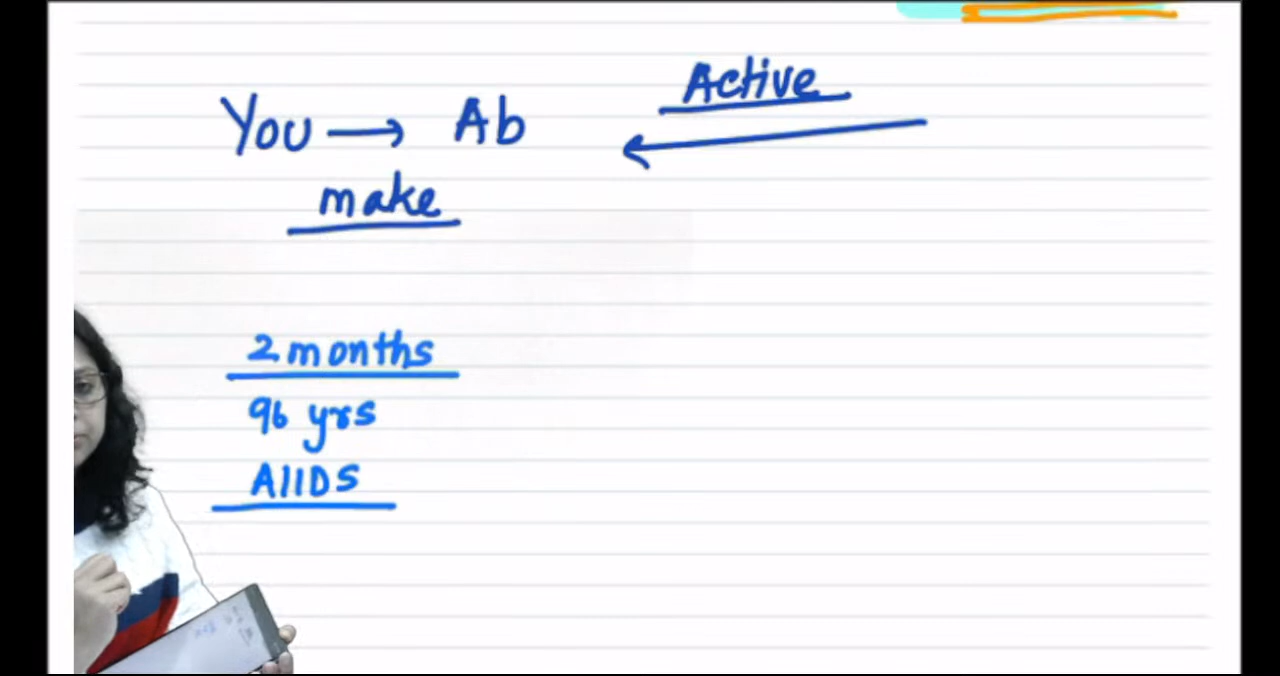 You → Ab
Active
make
2 months
96 yrs
AIIDS